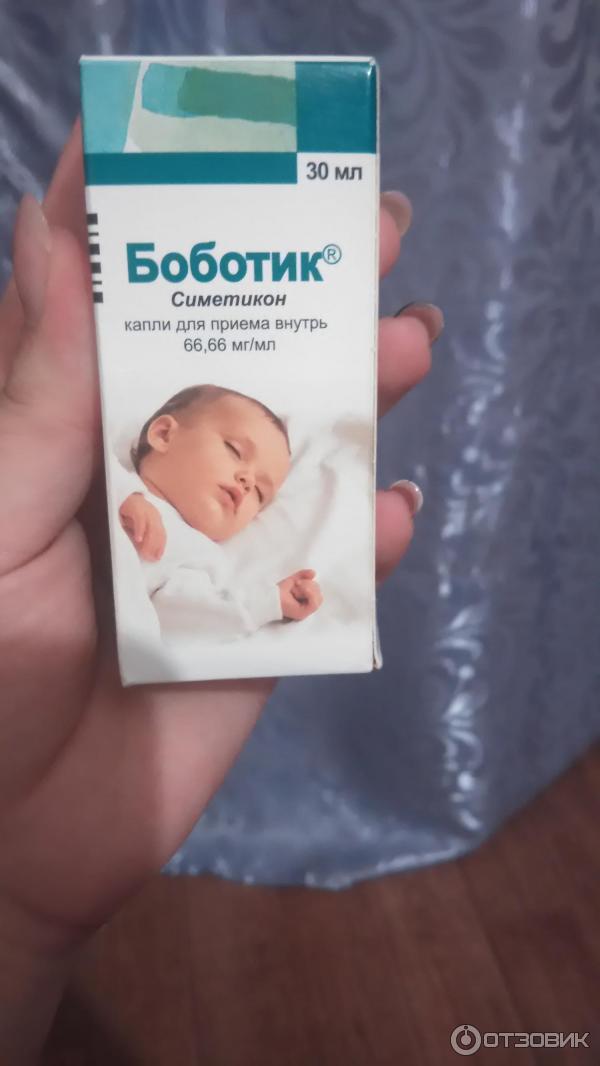 30 мл
Боботик®
Симетикон
капли для приема внутрь
66,66 мг/мл
ОТЗОВИК